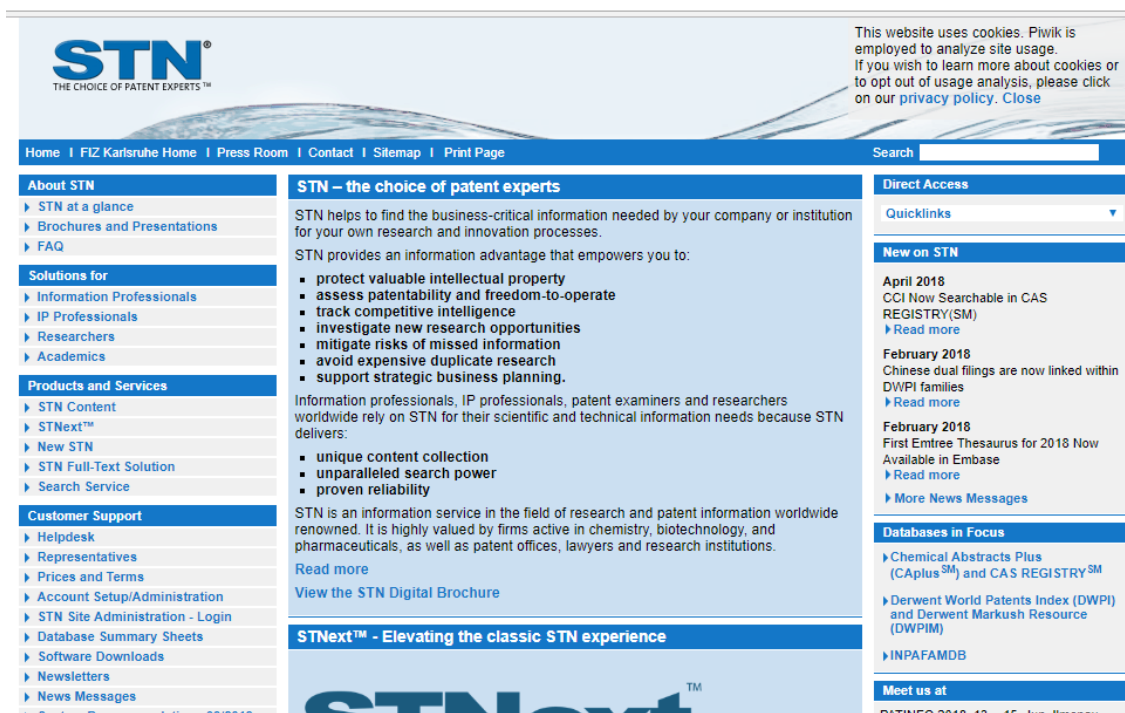 STN®
THE CHOICE OF PATENT EXPERTS™
This website uses cookies. Piwik is
employed to analyze site usage.
If you wish to learn more about cookies or
to opt out of usage analysis, please click
on our privacy policy. Close
Home I FIZ Karlsruhe Home I Press Room I Contact I Sitemap I Print Page
Search
About STN
STN at a glance
Brochures and Presentations
FAQ
Solutions for
Information Professionals
IP Professionals
Researchers
Academics
Products and Services
STN Content
STNext™
New STN
STN Full-Text Solution
Search Service
Customer Support
Helpdesk
Representatives
Prices and Terms
Account Setup/Administration
STN Site Administration - Login
Database Summary Sheets
Software Downloads
Newsletters
News Messages
STN – the choice of patent experts
STN helps to find the business-critical information needed by your company or institution
for your own research and innovation processes.
STN provides an information advantage that empowers you to:
protect valuable intellectual property
assess patentability and freedom-to-operate
track competitive intelligence
investigate new research opportunities
mitigate risks of missed information
avoid expensive duplicate research
support strategic business planning.
Information professionals, IP professionals, patent examiners and researchers
worldwide rely on STN for their scientific and technical information needs because STN
delivers:
unique content collection
unparalleled search power
proven reliability
STN is an information service in the field of research and patent information worldwide
renowned. It is highly valued by firms active in chemistry, biotechnology, and
pharmaceuticals, as well as patent offices, lawyers and research institutions.
Read more
View the STN Digital Brochure
STNext™ - Elevating the classic STN experience
STNext™
Direct Access
Quicklinks
New on STN
April 2018
CCI Now Searchable in CAS
REGISTRY(SM)
Read more
February 2018
Chinese dual filings are now linked within
DWPI families
Read more
February 2018
First Emtree Thesaurus for 2018 Now
Available in Embase
Read more
More News Messages
Databases in Focus
Chemical Abstracts Plus
(CAplus SM) and CAS REGISTRY SM
Derwent World Patents Index (DWPI)
and Derwent Markush Resource
(DWPIM)
INPAFAMDB
Meet us at